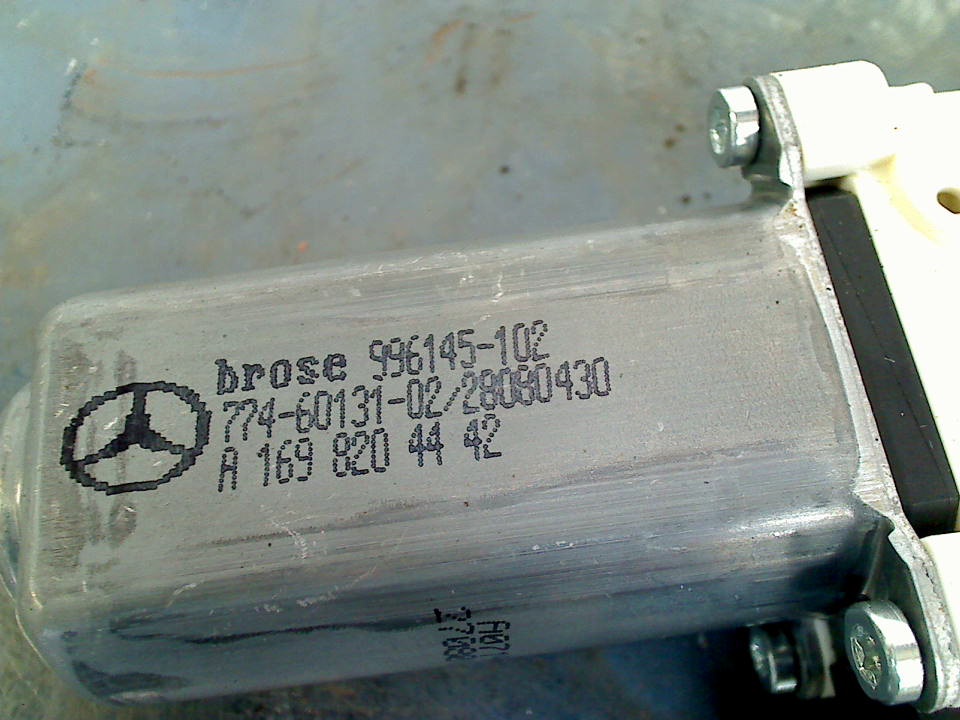 brose 996145-102
774-60131-02/28080430
A 169 820 44 42